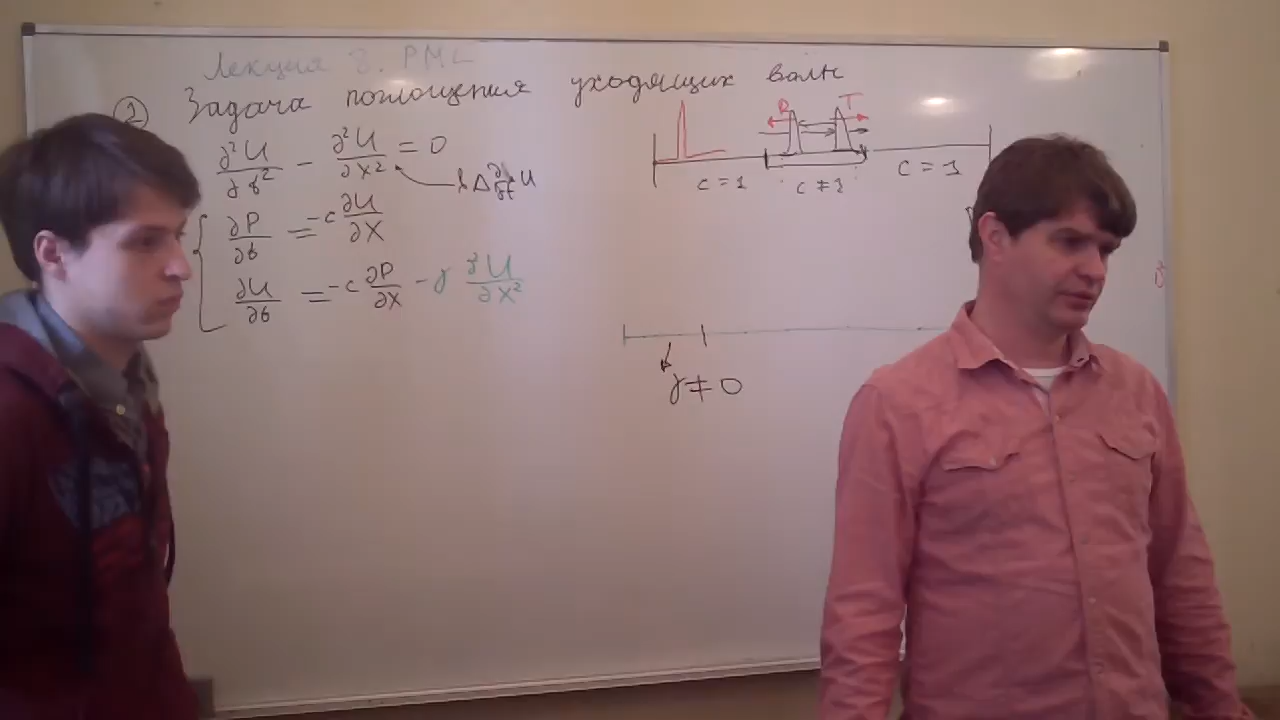 Лекция 3. PML
② Задача поглощения уходящих волн
∂²U/∂t² − ∂²U/∂x² = 0
∂P/∂t = −c ∂U/∂x
∂U/∂t = −c ∂P/∂x − γ ∂²U/∂x²
R T
c = 1 c ≠ 1 c = 1
γ ≠ 0